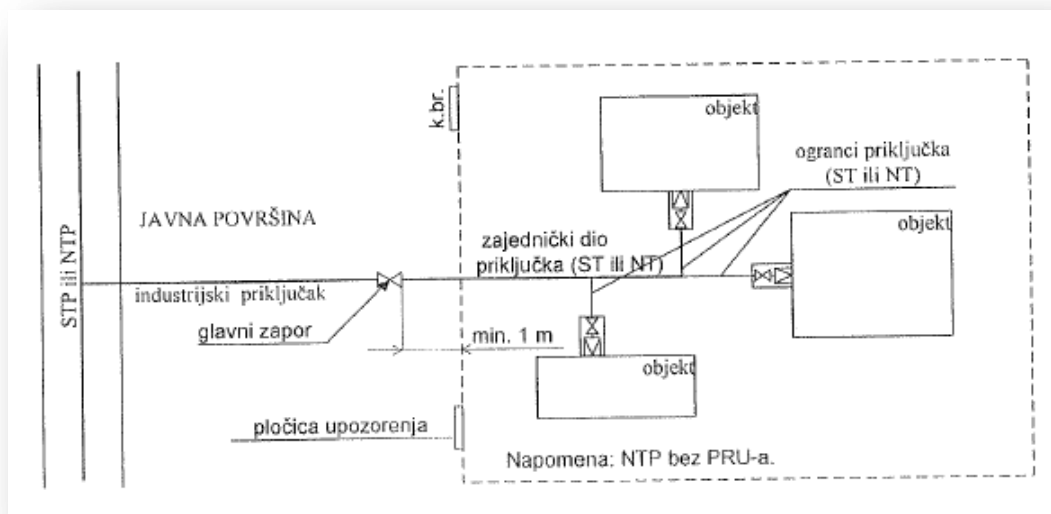 k.br.
objekt
ogranci priključka
(ST ili NT)
JAVNA POVRŠINA
objekt
STP ili NTP
zajednički dio
priključka (ST ili NT)
industrijski priključak
glavni zapor
min. 1 m
objekt
pločica upozorenja
Napomena: NTP bez PRU-a.